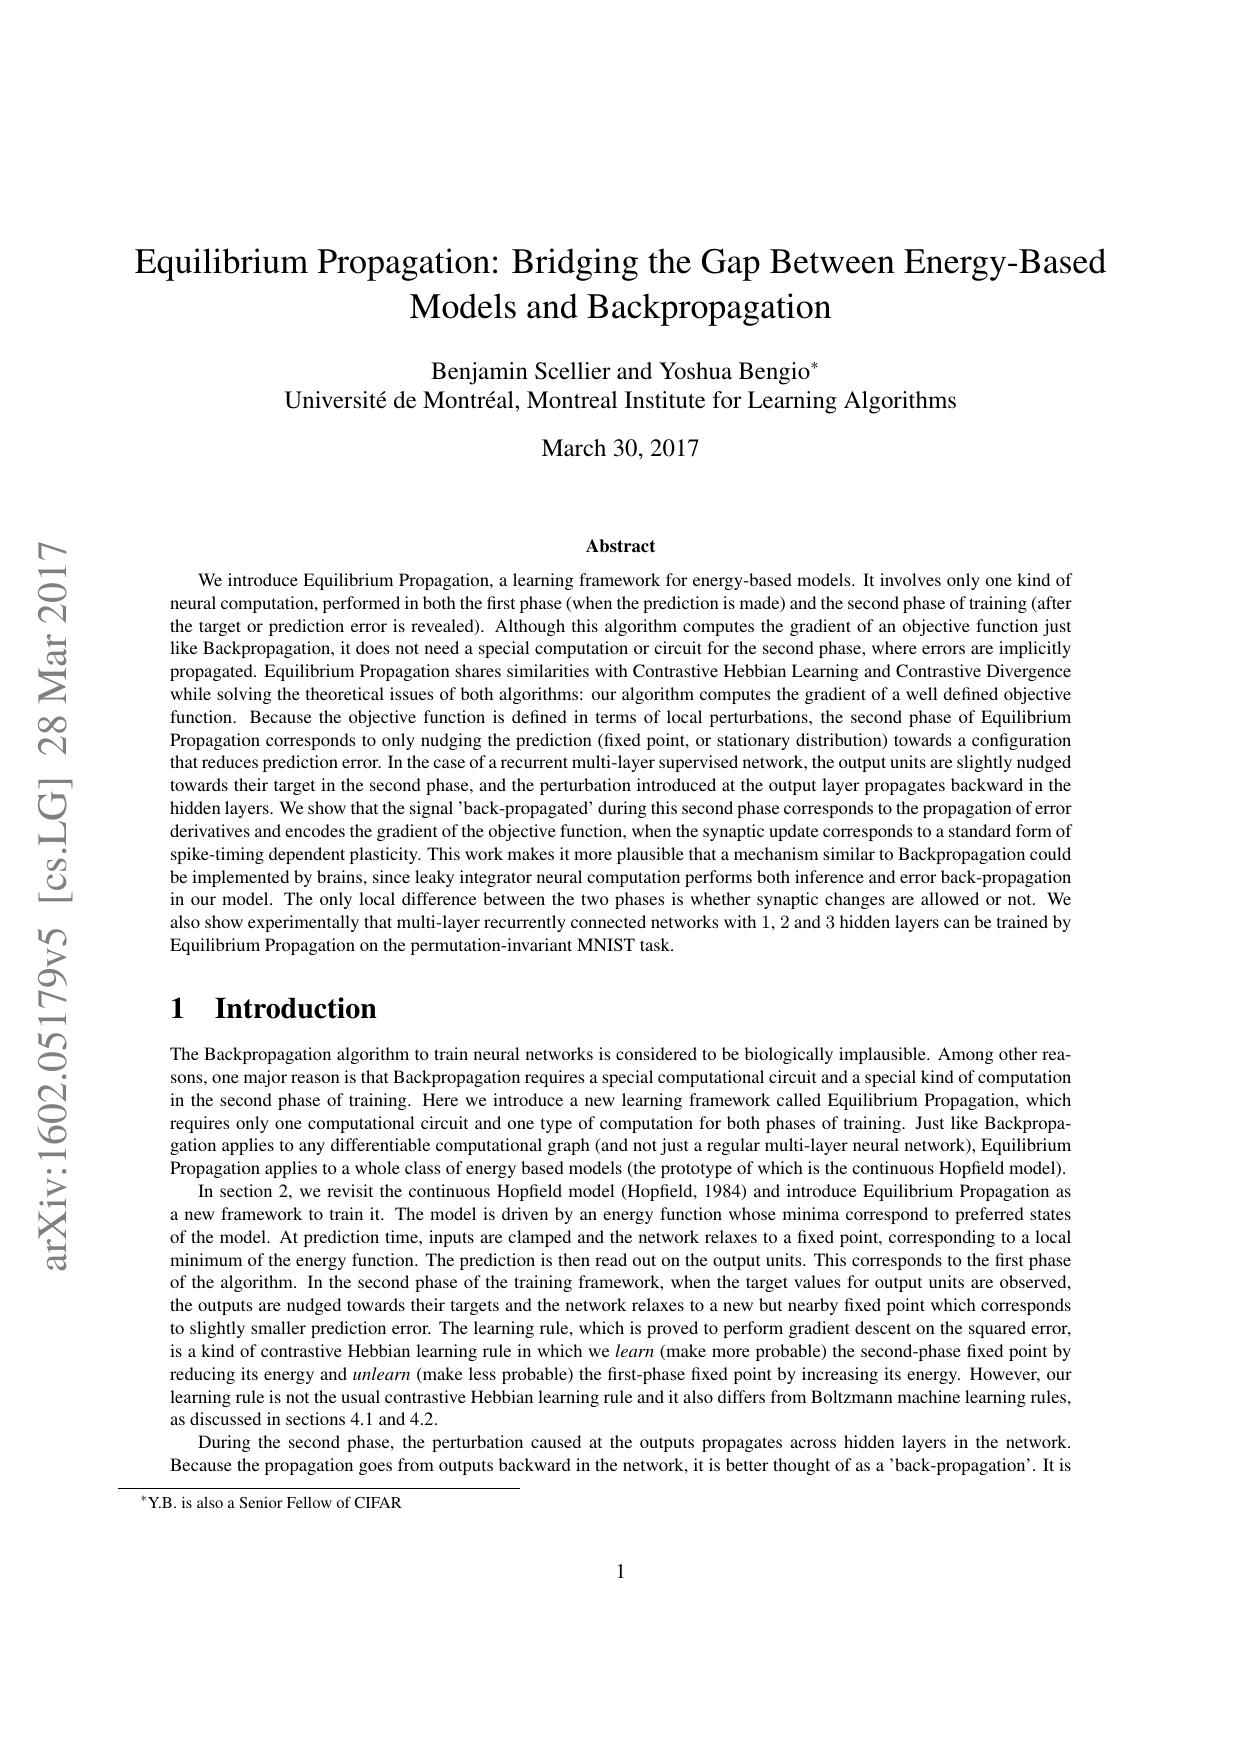 Equilibrium Propagation: Bridging the Gap Between Energy-Based
Models and Backpropagation
Benjamin Scellier and Yoshua Bengio*
Université de Montréal, Montreal Institute for Learning Algorithms
March 30, 2017
arXiv:1602.05179v5 [cs.LG] 28 Mar 2017
Abstract
We introduce Equilibrium Propagation, a learning framework for energy-based models. It involves only one kind of
neural computation, performed in both the first phase (when the prediction is made) and the second phase of training (after
the target or prediction error is revealed). Although this algorithm computes the gradient of an objective function just
like Backpropagation, it does not need a special computation or circuit for the second phase, where errors are implicitly
propagated. Equilibrium Propagation shares similarities with Contrastive Hebbian Learning and Contrastive Divergence
while solving the theoretical issues of both algorithms: our algorithm computes the gradient of a well defined objective
function. Because the objective function is defined in terms of local perturbations, the second phase of Equilibrium
Propagation corresponds to only nudging the prediction (fixed point, or stationary distribution) towards a configuration
that reduces prediction error. In the case of a recurrent multi-layer supervised network, the output units are slightly nudged
towards their target in the second phase, and the perturbation introduced at the output layer propagates backward in the
hidden layers. We show that the signal 'back-propagated' during this second phase corresponds to the propagation of error
derivatives and encodes the gradient of the objective function, when the synaptic update corresponds to a standard form of
spike-timing dependent plasticity. This work makes it more plausible that a mechanism similar to Backpropagation could
be implemented by brains, since leaky integrator neural computation performs both inference and error back-propagation
in our model. The only local difference between the two phases is whether synaptic changes are allowed or not. We
also show experimentally that multi-layer recurrently connected networks with 1, 2 and 3 hidden layers can be trained by
Equilibrium Propagation on the permutation-invariant MNIST task.
1 Introduction
The Backpropagation algorithm to train neural networks is considered to be biologically implausible. Among other rea-
sons, one major reason is that Backpropagation requires a special computational circuit and a special kind of computation
in the second phase of training. Here we introduce a new learning framework called Equilibrium Propagation, which
requires only one computational circuit and one type of computation for both phases of training. Just like Backpropa-
gation applies to any differentiable computational graph (and not just a regular multi-layer neural network), Equilibrium
Propagation applies to a whole class of energy based models (the prototype of which is the continuous Hopfield model).
In section 2, we revisit the continuous Hopfield model (Hopfield, 1984) and introduce Equilibrium Propagation as
a new framework to train it. The model is driven by an energy function whose minima correspond to preferred states
of the model. At prediction time, inputs are clamped and the network relaxes to a fixed point, corresponding to a local
minimum of the energy function. The prediction is then read out on the output units. This corresponds to the first phase
of the algorithm. In the second phase of the training framework, when the target values for output units are observed,
the outputs are nudged towards their targets and the network relaxes to a new but nearby fixed point which corresponds
to slightly smaller prediction error. The learning rule, which is proved to perform gradient descent on the squared error,
is a kind of contrastive Hebbian learning rule in which we learn (make more probable) the second-phase fixed point by
reducing its energy and unlearn (make less probable) the first-phase fixed point by increasing its energy. However, our
learning rule is not the usual contrastive Hebbian learning rule and it also differs from Boltzmann machine learning rules,
as discussed in sections 4.1 and 4.2.
During the second phase, the perturbation caused at the outputs propagates across hidden layers in the network.
Because the propagation goes from outputs backward in the network, it is better thought of as a 'back-propagation'. It is
*Y.B. is also a Senior Fellow of CIFAR
1